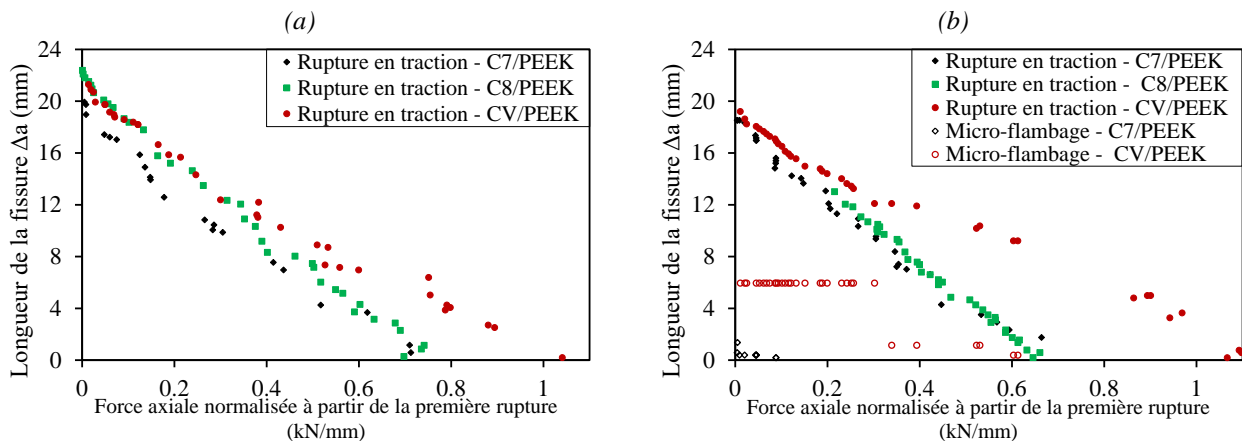 (a)
Longueur de la fissure Δa (mm)
24
20
16
12
8
4
0
0
0.2
0.4
0.6
0.8
1
Rupture en traction - C7/PEEK
Rupture en traction - C8/PEEK
Rupture en traction - CV/PEEK
Force axiale normalisée à partir de la première rupture
(kN/mm)
(b)
Longueur de la fissure Δa (mm)
24
20
16
12
8
4
0
0
0.2
0.4
0.6
0.8
1
Rupture en traction - C7/PEEK
Rupture en traction - C8/PEEK
Rupture en traction - CV/PEEK
Micro-flambage - C7/PEEK
Micro-flambage - CV/PEEK
Force axiale normalisée à partir de la première rupture
(kN/mm)